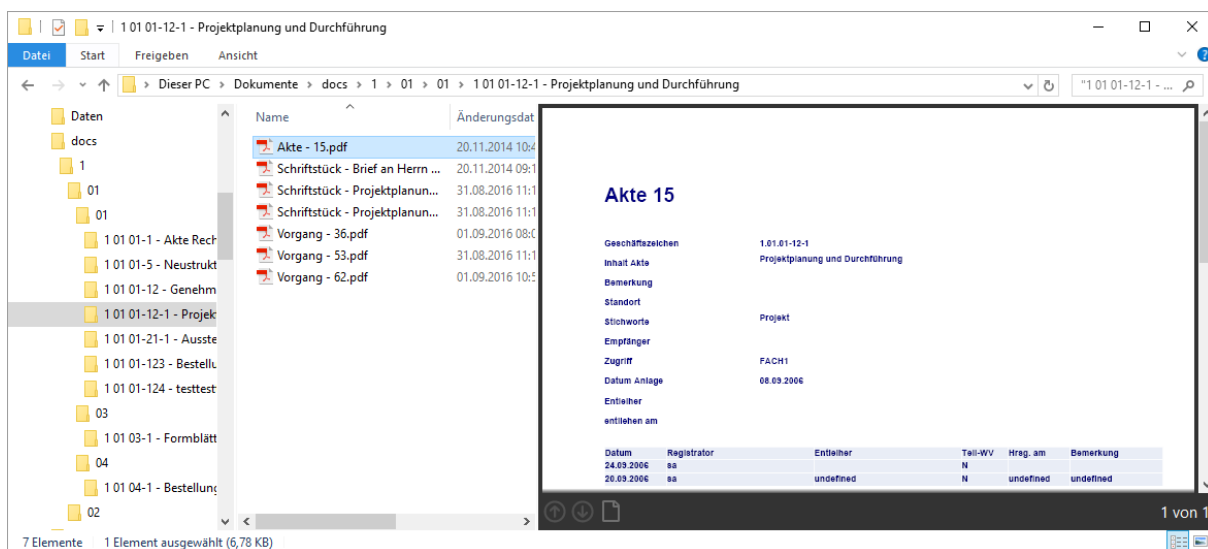 1 01 01-12-1 - Projektplanung und Durchführung
Datei Start Freigeben Ansicht
Dieser PC > Dokumente > docs > 1 > 01 > 01 > 1 01 01-12-1 - Projektplanung und Durchführung "1 01 01-12-1 - ...
Daten
docs
1
01
01
1 01 01-1 - Akte Rech
1 01 01-5 - Neustrukt
1 01 01-12 - Genehm
1 01 01-12-1 - Projek
1 01 01-21-1 - Ausste
1 01 01-123 - Bestellu
1 01 01-124 - testtest
03
1 01 03-1 - Formblätt
04
1 01 04-1 - Bestellung
02
Name Änderungsdat
Akte - 15.pdf 20.11.2014 10:4
Schriftstück - Brief an Herrn ... 20.11.2014 09:1
Schriftstück - Projektplanun... 31.08.2016 11:1
Schriftstück - Projektplanun... 31.08.2016 11:1
Vorgang - 36.pdf 01.09.2016 08:0
Vorgang - 53.pdf 31.08.2016 11:1
Vorgang - 62.pdf 01.09.2016 10:5
Akte 15
Geschäftszeichen 1.01.01-12-1
Inhalt Akte Projektplanung und Durchführung
Bemerkung
Standort
Stichworte Projekt
Empfänger
Zugriff FACH1
Datum Anlage 08.09.2006
Entleiher
entliehen am
Datum Registrator Entleiher Teil-WV Hrsg. am Bemerkung
24.09.2006 sa N
20.09.2006 sa undefined N undefined undefined
1 von 1
7 Elemente 1 Element ausgewählt (6,78 KB)